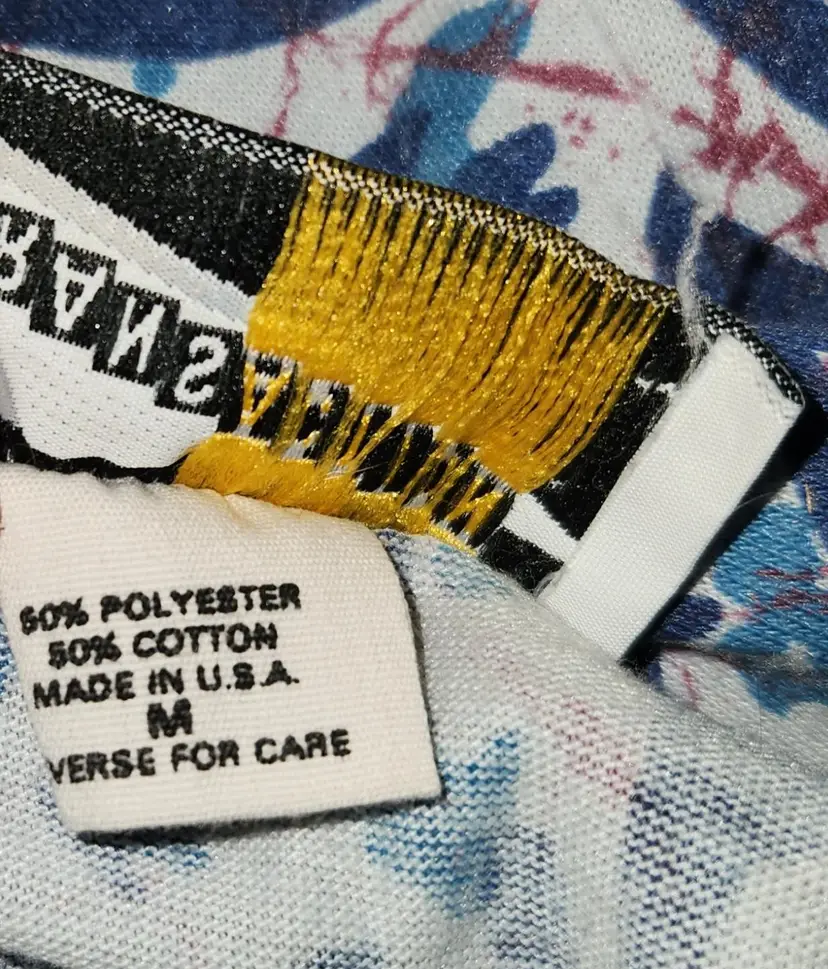 50% POLYESTER
50% COTTON
MADE IN U.S.A.
M
VERSE FOR CARE